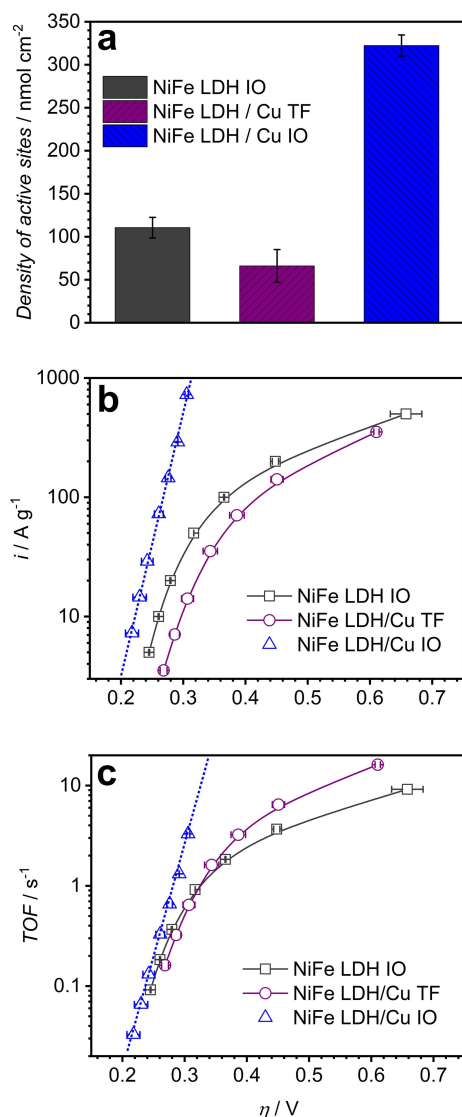 a
Density of active sites / nmol cm-2
350
300
250
200
150
100
50
0
NiFe LDH IO
NiFe LDH / Cu TF
NiFe LDH / Cu IO
b
i / A g-1
1000
100
10
NiFe LDH IO
NiFe LDH/Cu TF
NiFe LDH/Cu IO
0.2 0.3 0.4 0.5 0.6 0.7
c
TOF / s-1
10
1
0.1
NiFe LDH IO
NiFe LDH/Cu TF
NiFe LDH/Cu IO
0.2 0.3 0.4 0.5 0.6 0.7
η / V